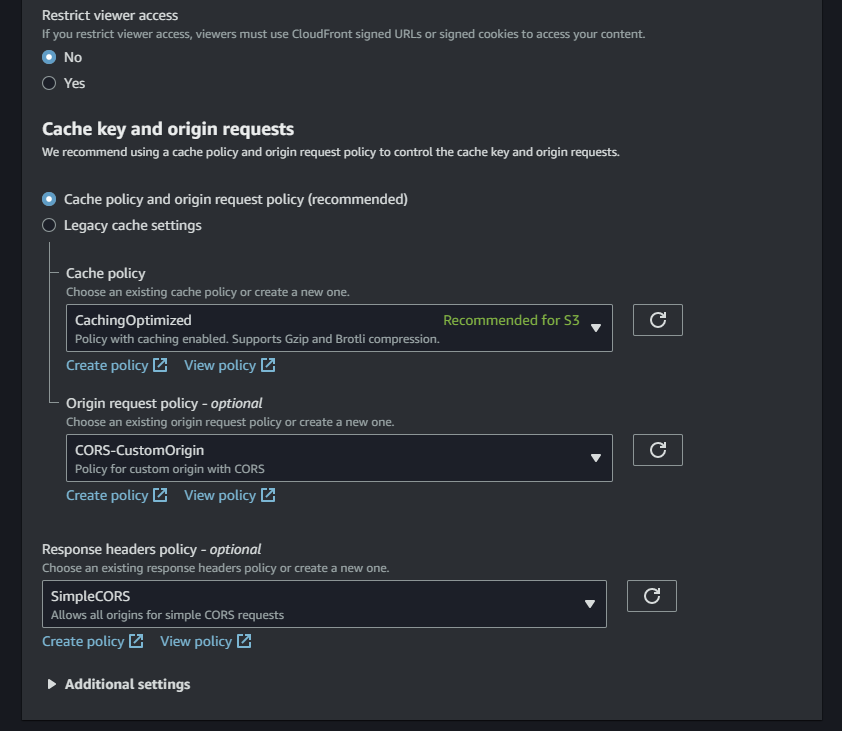 Restrict viewer access
If you restrict viewer access, viewers must use CloudFront signed URLs or signed cookies to access your content.
No
Yes
Cache key and origin requests
We recommend using a cache policy and origin request policy to control the cache key and origin requests.
Cache policy and origin request policy (recommended)
Legacy cache settings
Cache policy
Choose an existing cache policy or create a new one.
CachingOptimized Recommended for S3
Policy with caching enabled. Supports Gzip and Brotli compression.
Create policy View policy
Origin request policy - optional
Choose an existing origin request policy or create a new one.
CORS-CustomOrigin
Policy for custom origin with CORS
Create policy View policy
Response headers policy - optional
Choose an existing response headers policy or create a new one.
SimpleCORS
Allows all origins for simple CORS requests
Create policy View policy
Additional settings